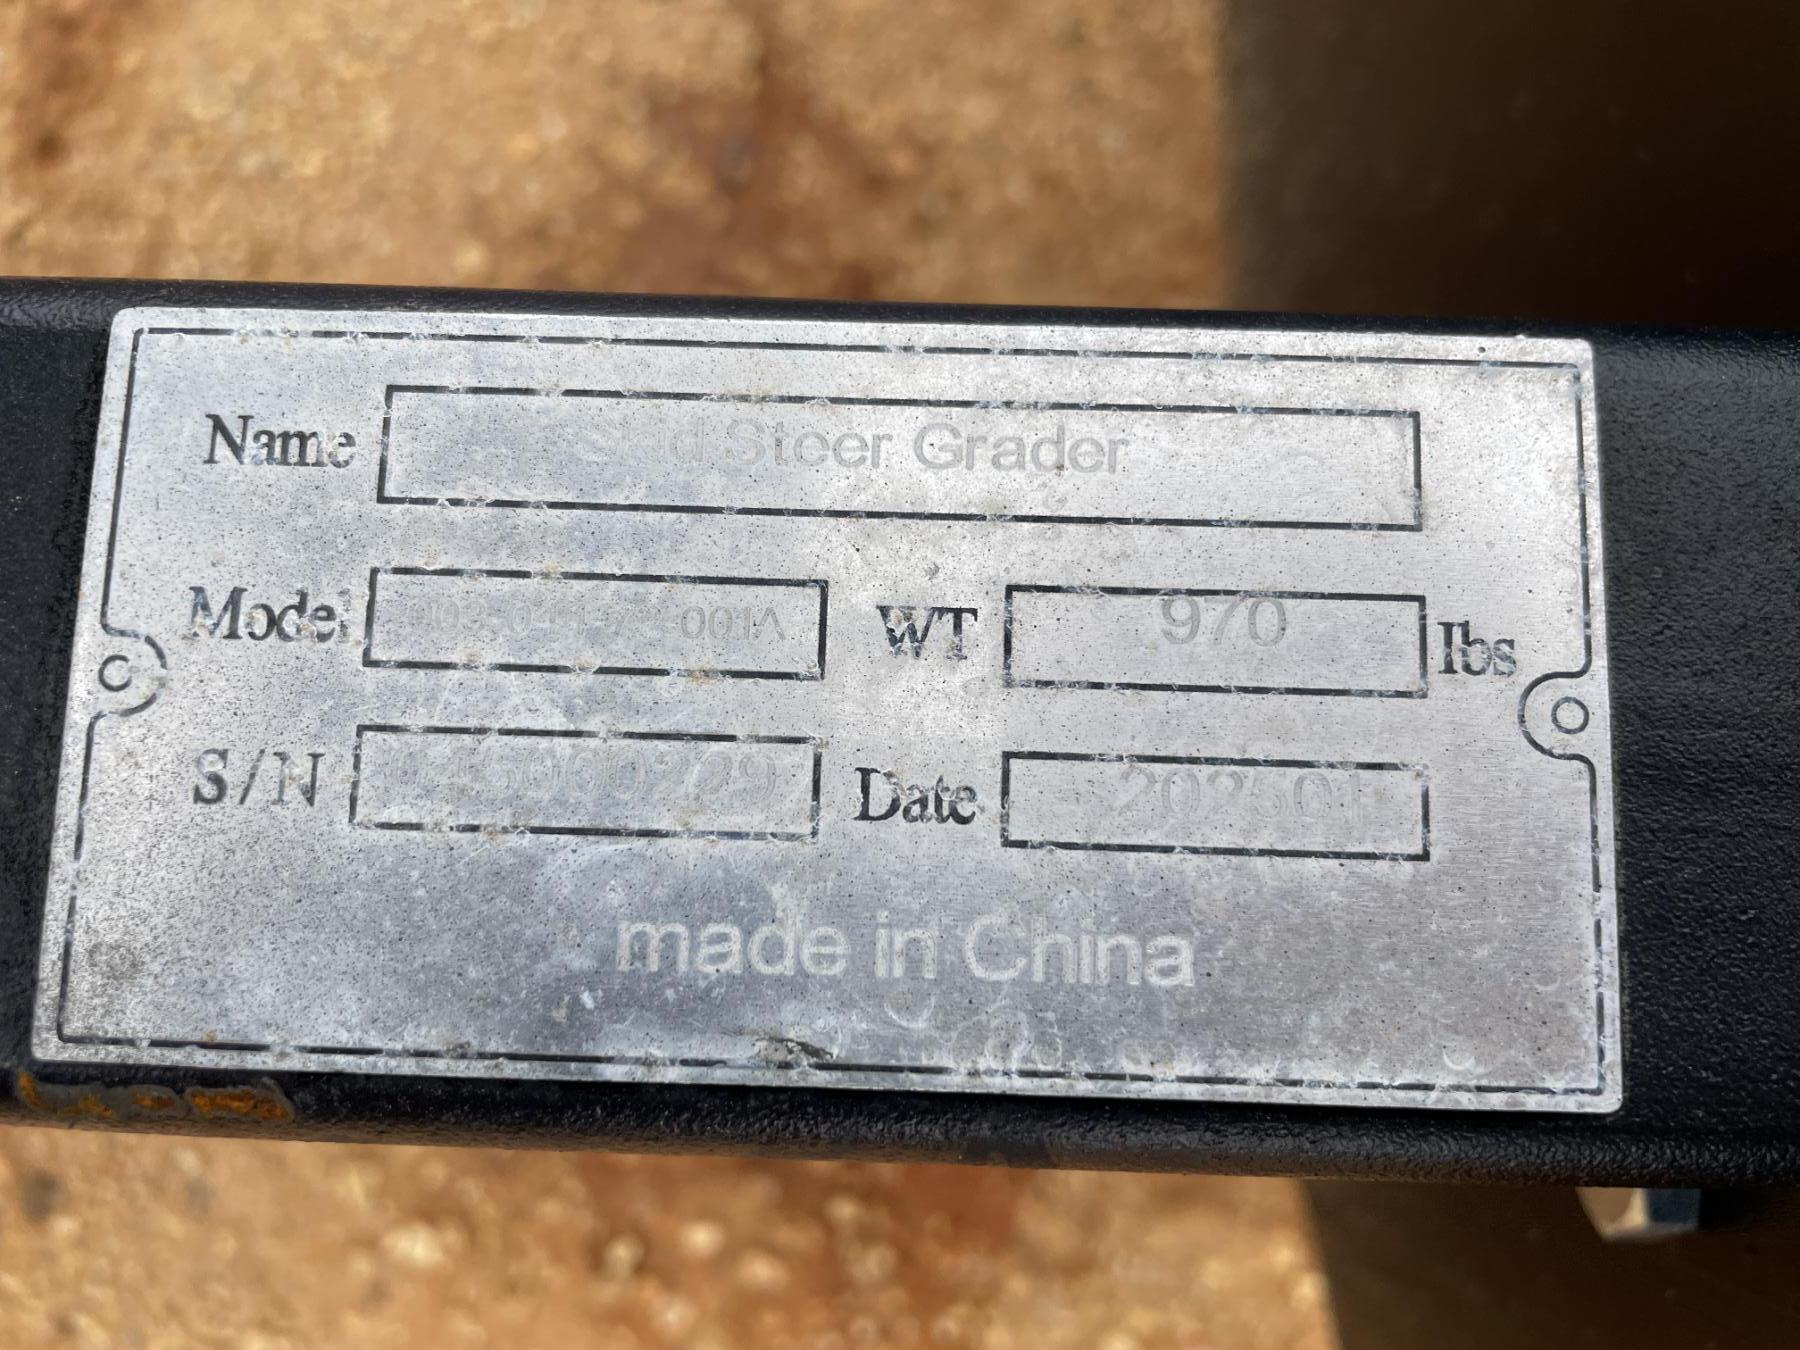 Name Skid Steer Grader
Model WT 970 lbs
S/N Date 202501
made in China